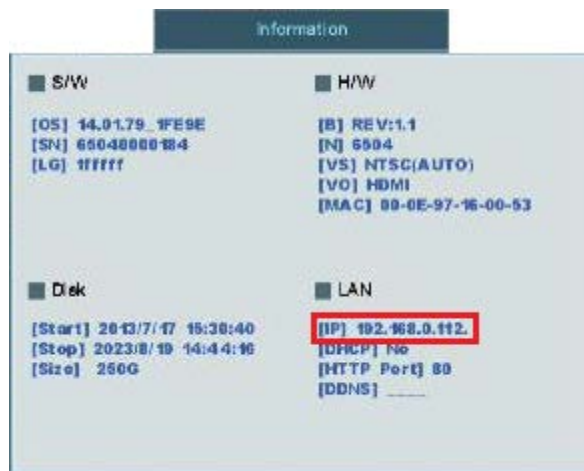 Information
S/W
[OS] 14.01.79_1FE9E
[SN] 65040000184
[LG] 1fffff
H/W
[B] REV:1.1
[N] 6504
[VS] NTSC(AUTO)
[VO] HDMI
[MAC] 00-0E-97-16-00-53
Disk
[Start] 2013/7/17 15:38:40
[Stop] 2023/8/19 14:44:16
[Size] 250G
LAN
[IP] 192.168.0.112.
[DHCP] No
[HTTP Port] 80
[DDNS] ____